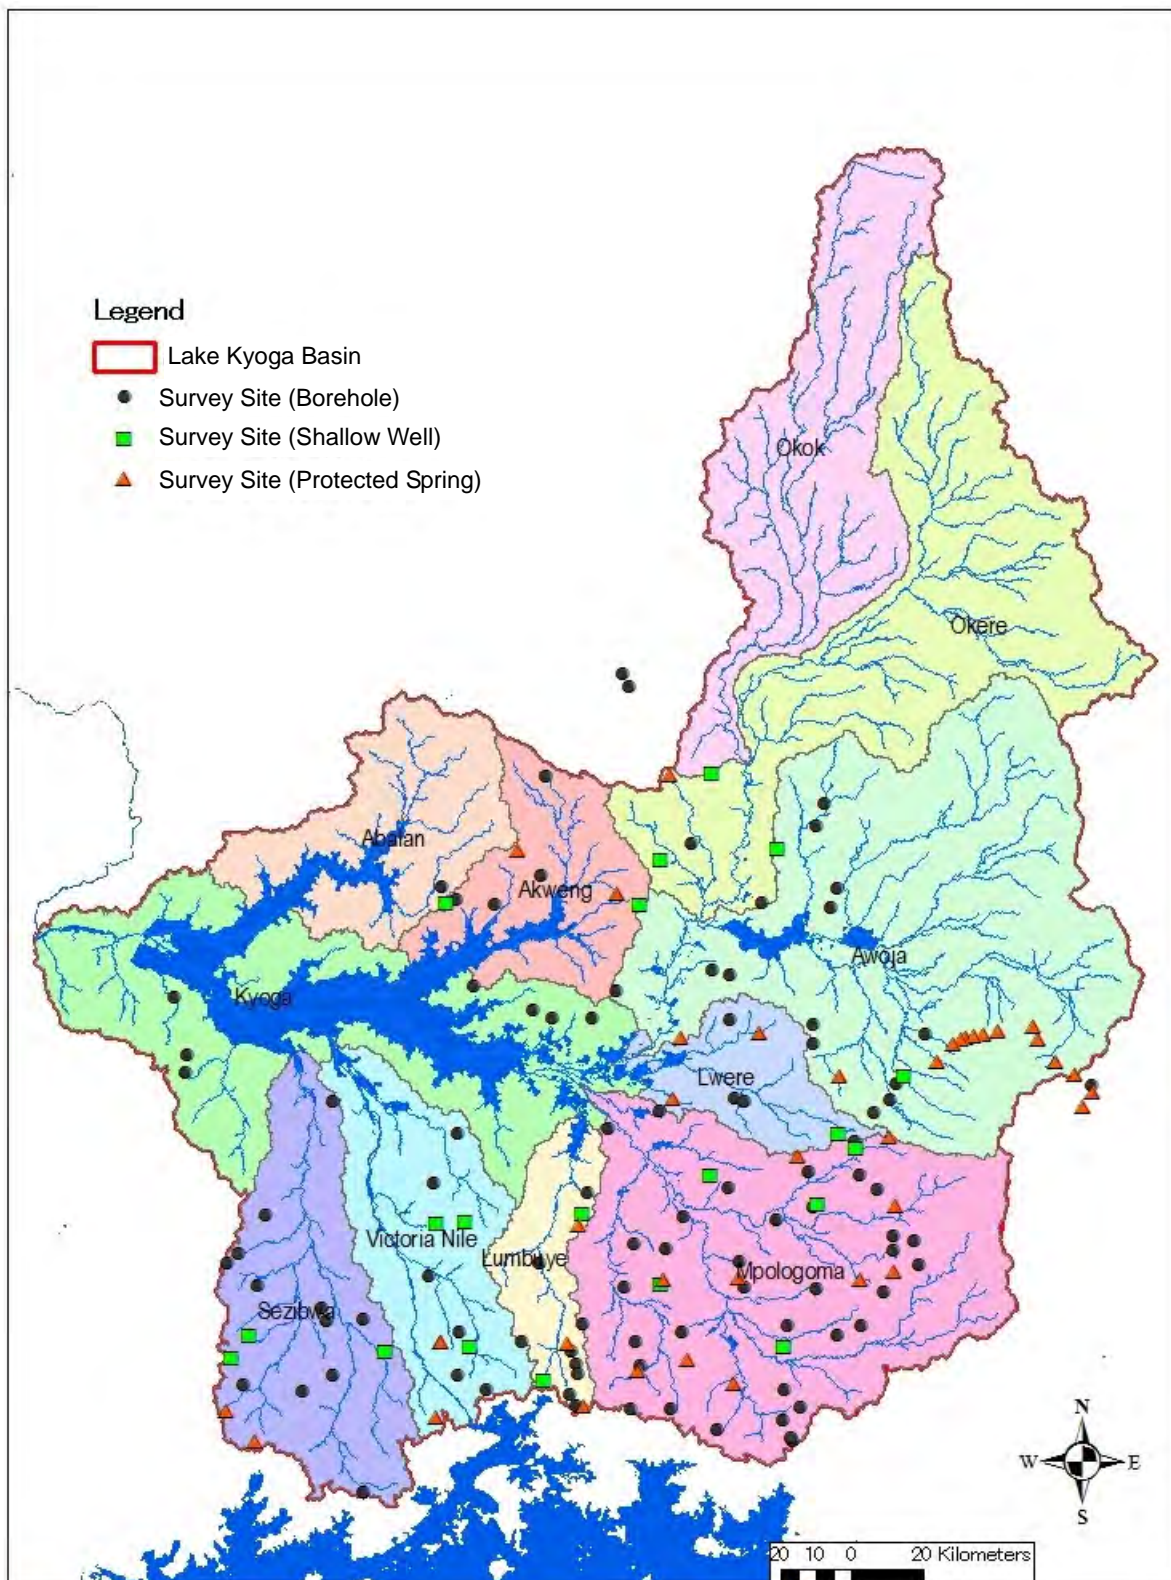 Legend
Lake Kyoga Basin
Survey Site (Borehole)
Survey Site (Shallow Well)
Survey Site (Protected Spring)
Okok
Okere
Abalan
Akweng
Awoja
Kyoga
Lwere
Victoria Nile
Lumbuye
Mpologoma
Sezibwa
N
W E
S
20 10 0 20 Kilometers